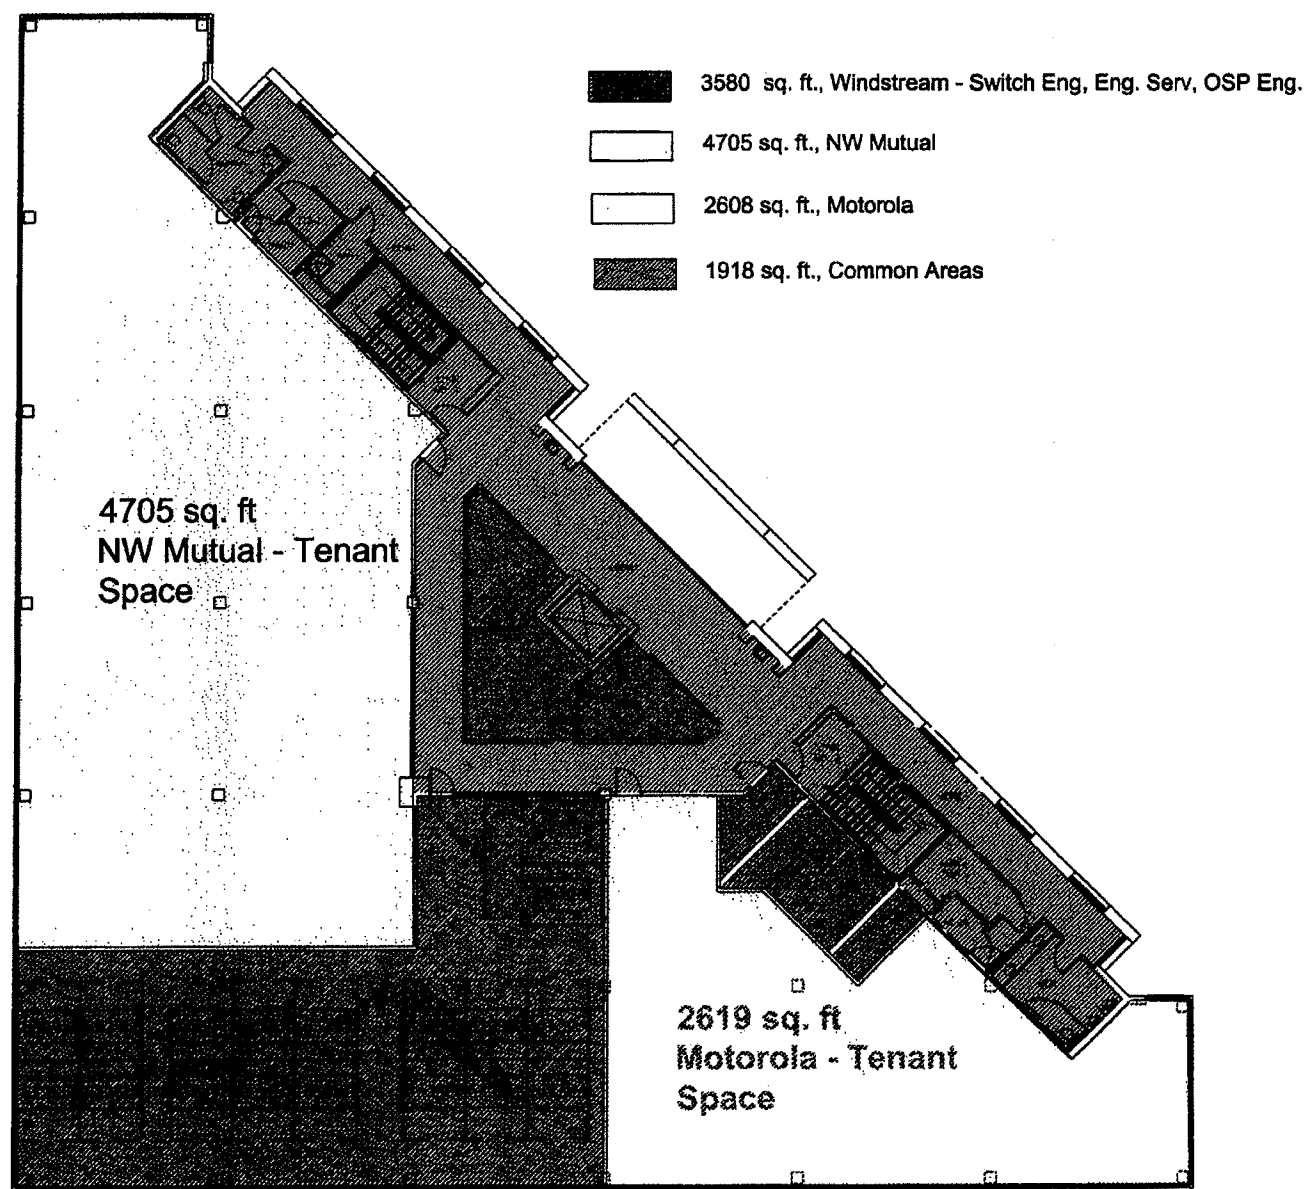 3580 sq. ft., Windstream - Switch Eng, Eng. Serv, OSP Eng.
4705 sq. ft., NW Mutual
2608 sq. ft., Motorola
1918 sq. ft., Common Areas
4705 sq. ft
NW Mutual - Tenant
Space
2619 sq. ft
Motorola - Tenant
Space